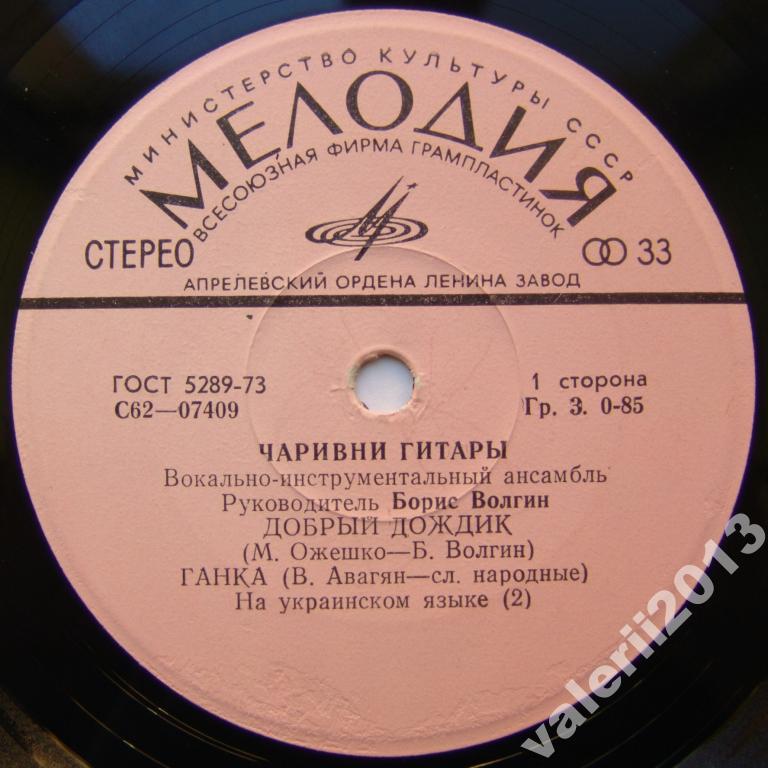 МИНИСТЕРСТВО КУЛЬТУРЫ СССР
МЕЛОДИЯ
ВСЕСОЮЗНАЯ ФИРМА ГРАМПЛАСТИНОК
СТЕРЕО 33
АПРЕЛЕВСКИЙ ОРДЕНА ЛЕНИНА ЗАВОД
ГОСТ 5289-73 1 сторона
С62—07409 Гр. 3. 0-85
ЧАРИВНИ ГИТАРЫ
Вокально-инструментальный ансамбль
Руководитель Борис Волгин
ДОБРЫЙ ДОЖДИК
(М. Ожешко—Б. Волгин)
ГАНКА (В. Авагян—сл. народные)
На украинском языке (2)
valerii2013